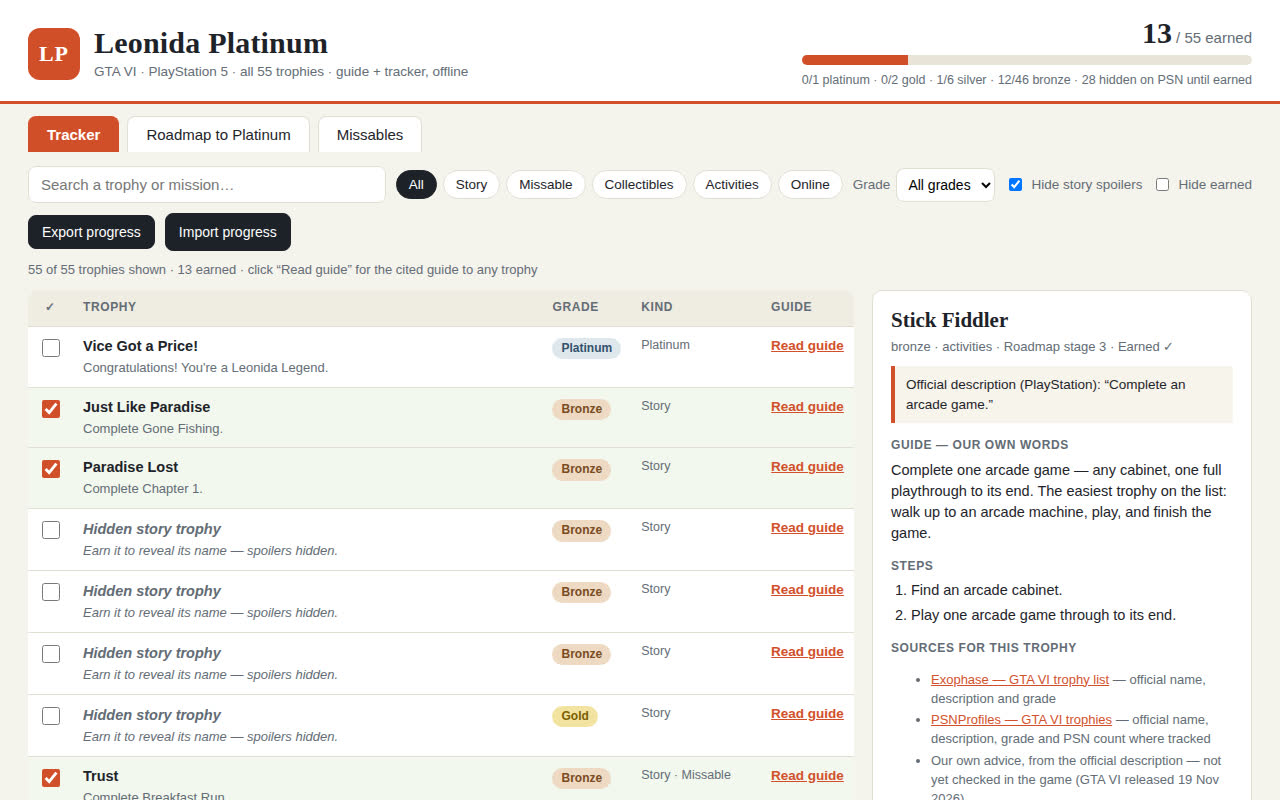 LP
Leonida Platinum
GTA VI · PlayStation 5 · all 55 trophies · guide + tracker, offline
13 / 55 earned
0/1 platinum · 0/2 gold · 1/6 silver · 12/46 bronze · 28 hidden on PSN until earned
Tracker
Roadmap to Platinum
Missables
Search a trophy or mission…
All
Story
Missable
Collectibles
Activities
Online
Grade
All grades
Hide story spoilers
Hide earned
Export progress
Import progress
55 of 55 trophies shown · 13 earned · click “Read guide” for the cited guide to any trophy
✓ TROPHY GRADE KIND GUIDE
Vice Got a Price! Platinum Platinum Read guide
Congratulations! You're a Leonida Legend.
Just Like Paradise Bronze Story Read guide
Complete Gone Fishing.
Paradise Lost Bronze Story Read guide
Complete Chapter 1.
Hidden story trophy Bronze Story Read guide
Earn it to reveal its name — spoilers hidden.
Hidden story trophy Bronze Story Read guide
Earn it to reveal its name — spoilers hidden.
Hidden story trophy Bronze Story Read guide
Earn it to reveal its name — spoilers hidden.
Hidden story trophy Gold Story Read guide
Earn it to reveal its name — spoilers hidden.
Trust Bronze Story · Missable Read guide
Complete Breakfast Run.
Stick Fiddler
bronze · activities · Roadmap stage 3 · Earned ✓
Official description (PlayStation): “Complete an
arcade game.”
GUIDE — OUR OWN WORDS
Complete one arcade game — any cabinet, one full
playthrough to its end. The easiest trophy on the list:
walk up to an arcade machine, play, and finish the
game.
STEPS
1. Find an arcade cabinet.
2. Play one arcade game through to its end.
SOURCES FOR THIS TROPHY
• Exophase — GTA VI trophy list — official name,
description and grade
• PSNProfiles — GTA VI trophies — official name,
description, grade and PSN count where tracked
• Our own advice, from the official description — not
yet checked in the game (GTA VI released 19 Nov
2026)